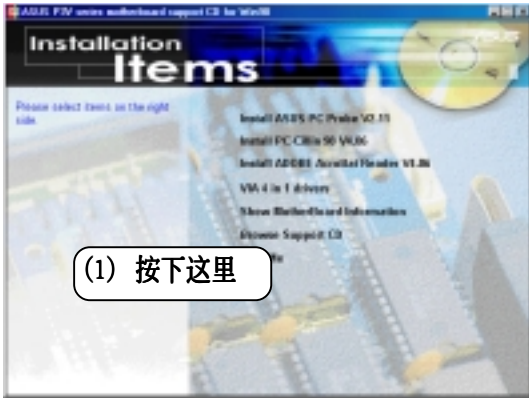 ASUS P3V series motherboard support CD for Win98
Installation
Items
ASUS
Please select items on the right
side.
Install ASUS PC Probe V2.11
Install PC-Cillin 98 V4.06
Install ADOBE Acrobat Reader V4.0
VIA 4 in 1 drivers
Show Motherboard Information
Browse Support CD
(1) 按下这里